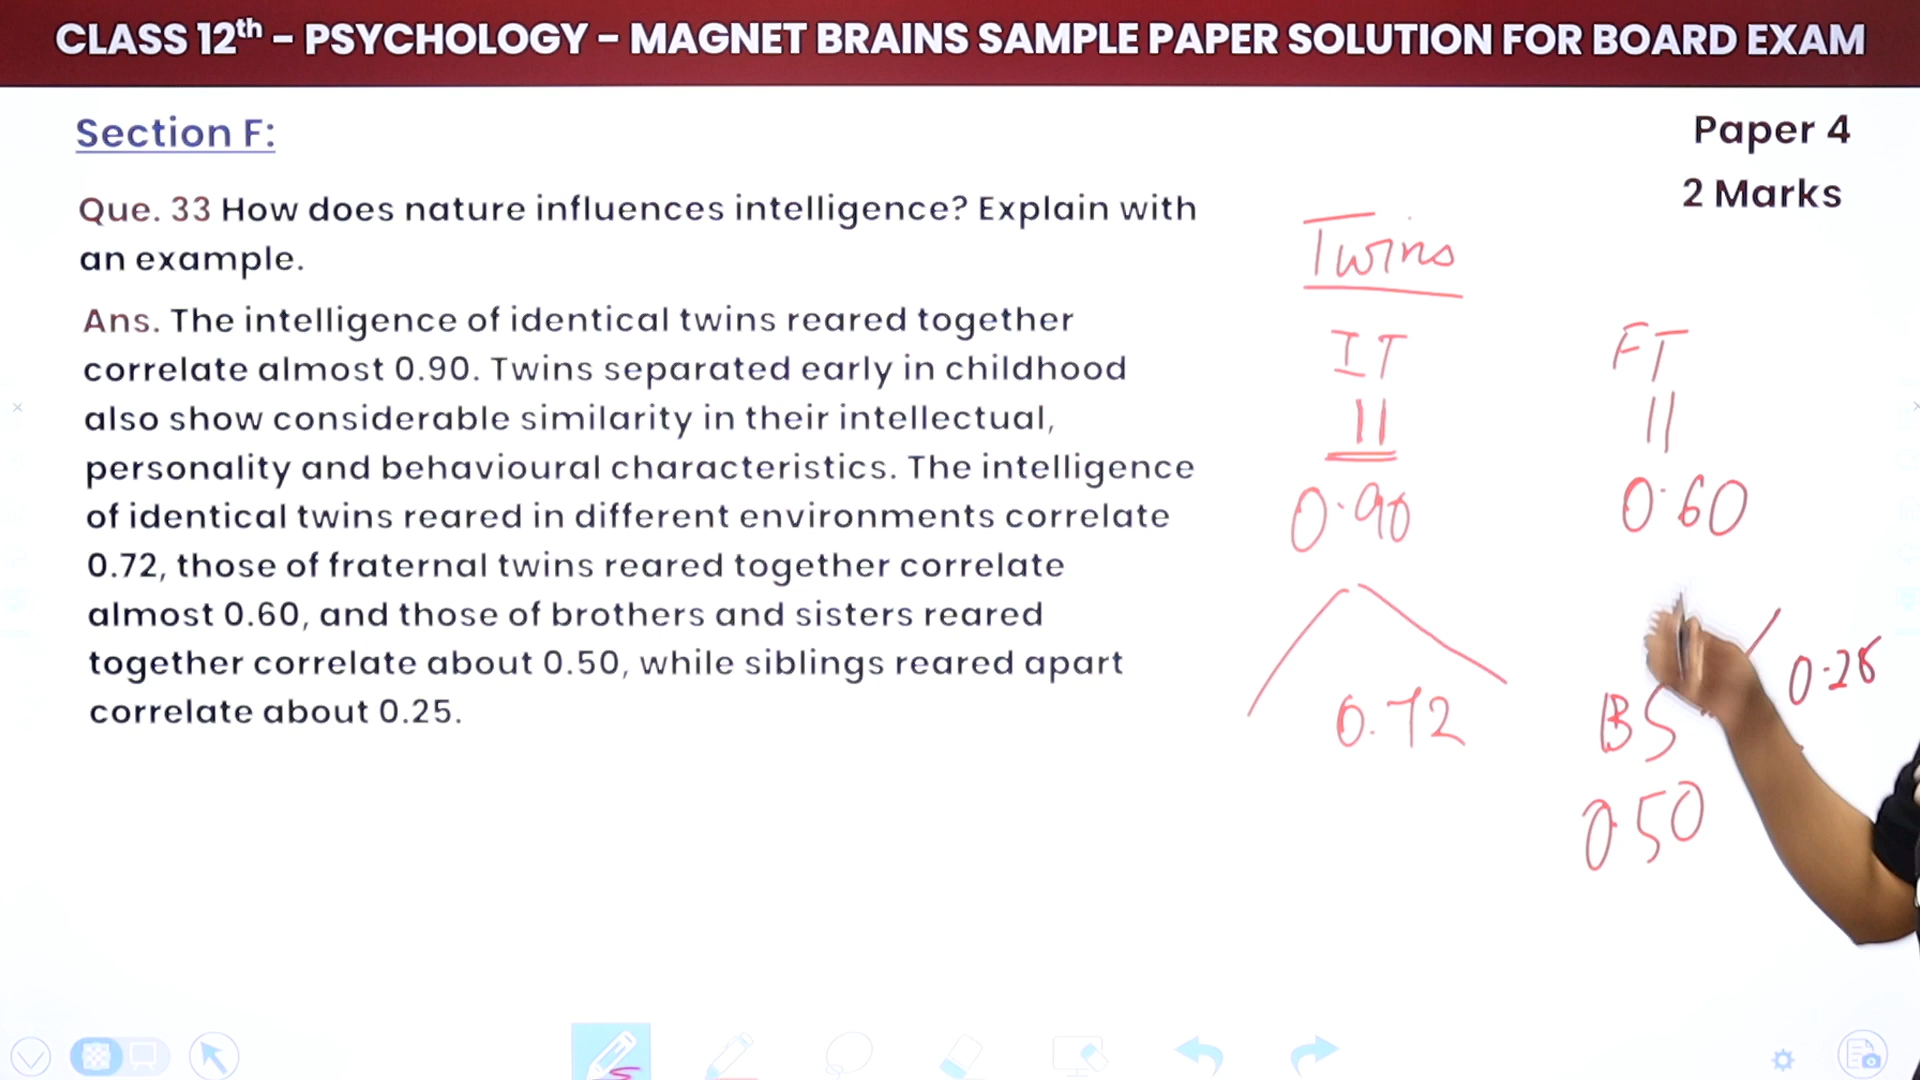 CLASS 12th – PSYCHOLOGY – MAGNET BRAINS SAMPLE PAPER SOLUTION FOR BOARD EXAM
Section F:
Paper 4
2 Marks
Que. 33 How does nature influences intelligence? Explain with
an example.
Ans. The intelligence of identical twins reared together
correlate almost 0.90. Twins separated early in childhood
also show considerable similarity in their intellectual,
personality and behavioural characteristics. The intelligence
of identical twins reared in different environments correlate
0.72, those of fraternal twins reared together correlate
almost 0.60, and those of brothers and sisters reared
together correlate about 0.50, while siblings reared apart
correlate about 0.25.
Twins
IT
FT
0.90
0.60
0.72
BS
0.50